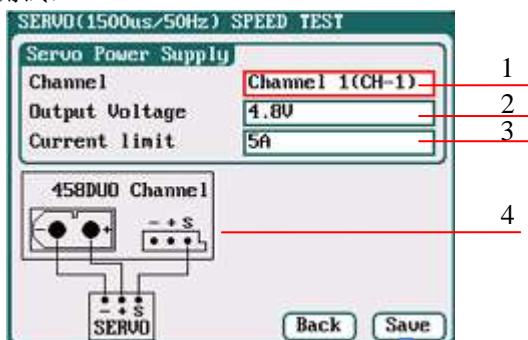 SERVO(1500us/50Hz) SPEED TEST
Servo Power Supply
Channel Channel 1(CH-1) 1
Output Voltage 4.8V 2
Current limit 5A 3
458DUO Channel
- + S
- +
4
- + S
SERVO
Back Save